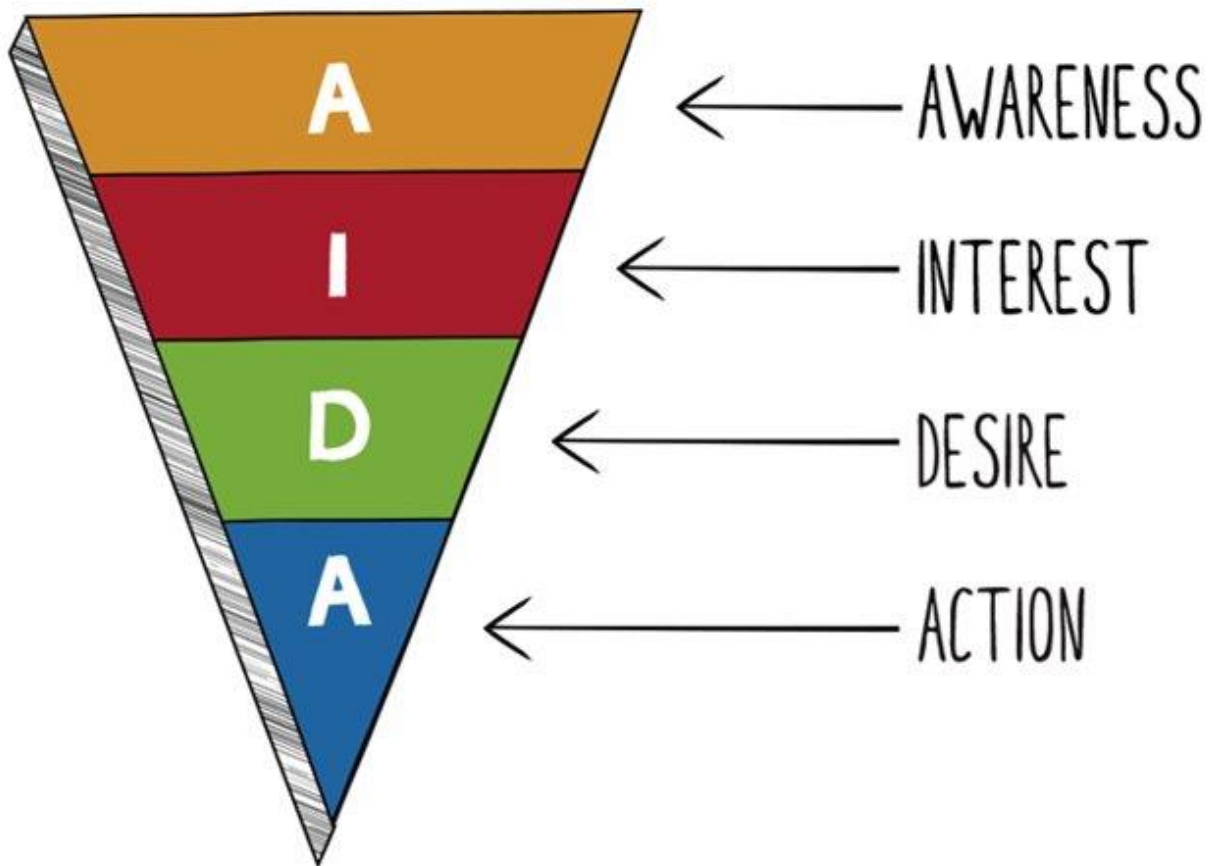 A
AWARENESS
I
INTEREST
D
DESIRE
A
ACTION